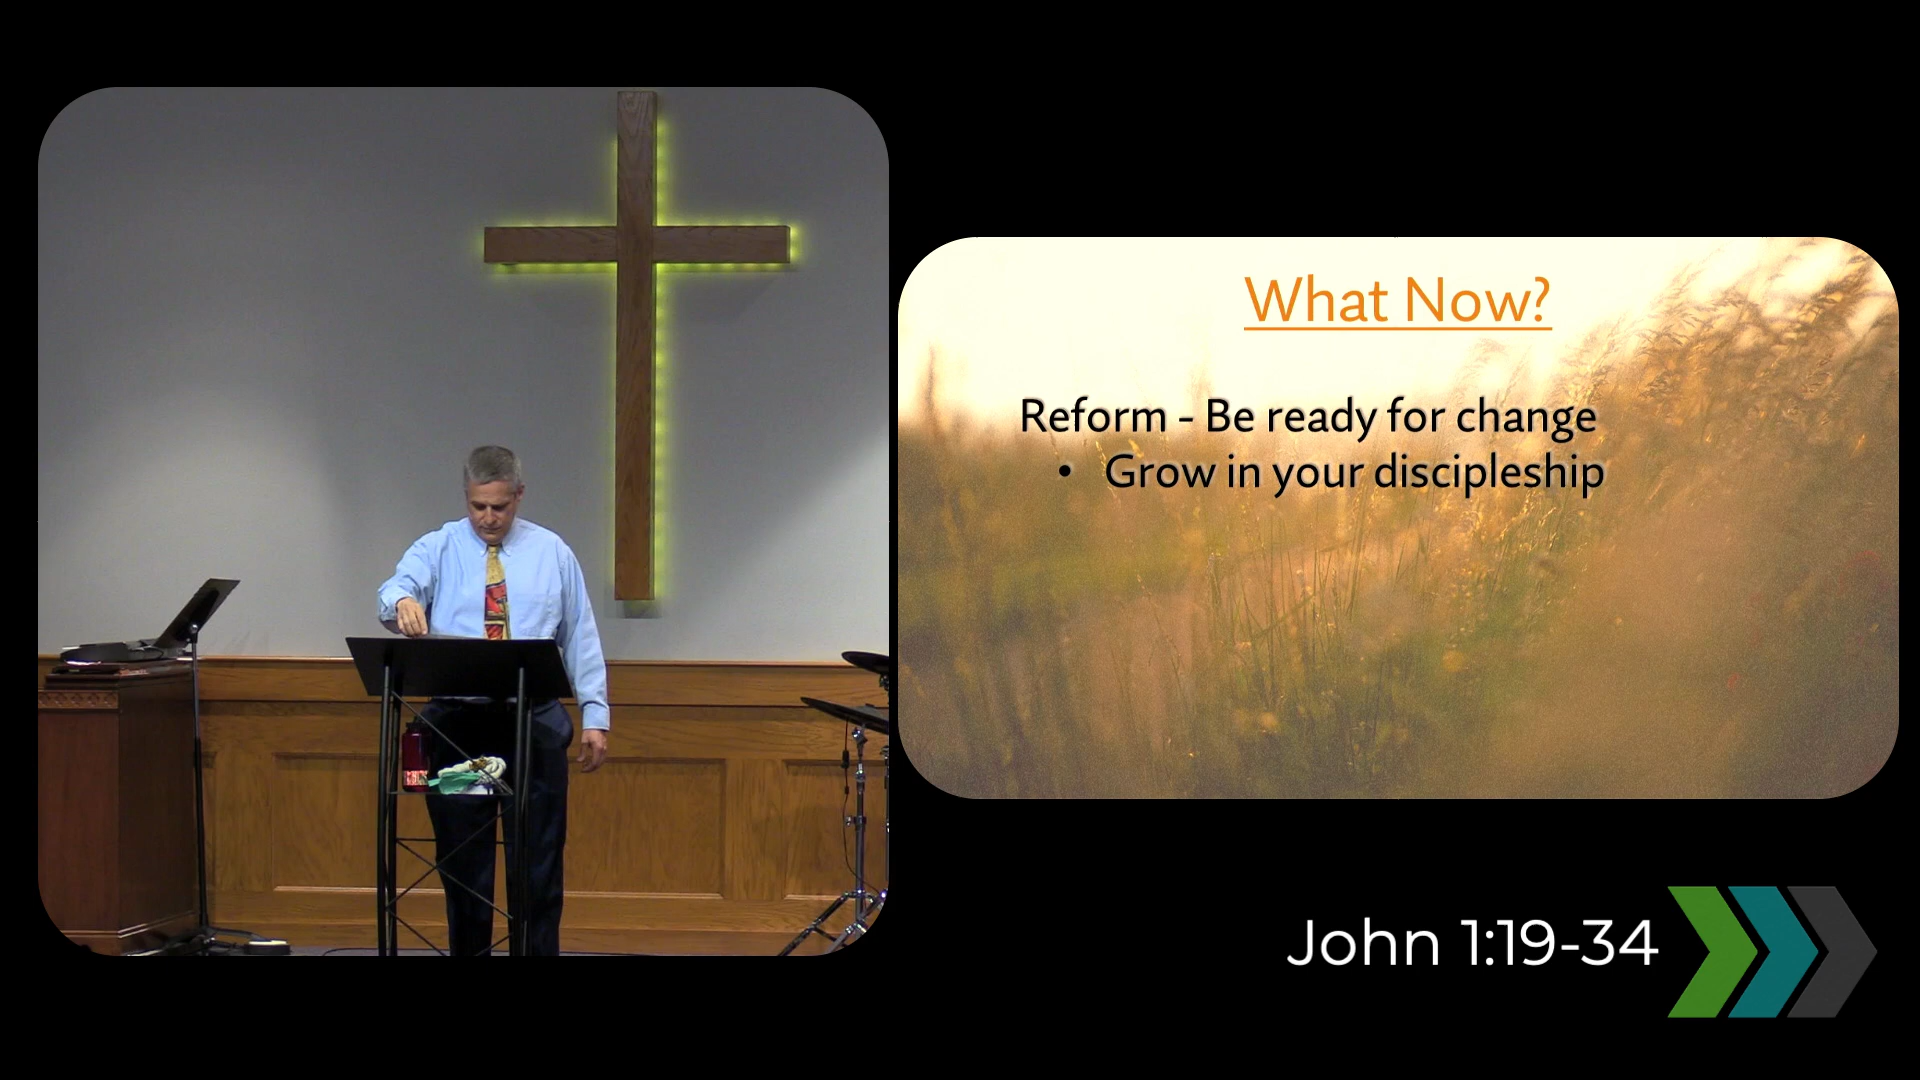 What Now?
Reform - Be ready for change
• Grow in your discipleship
John 1:19-34